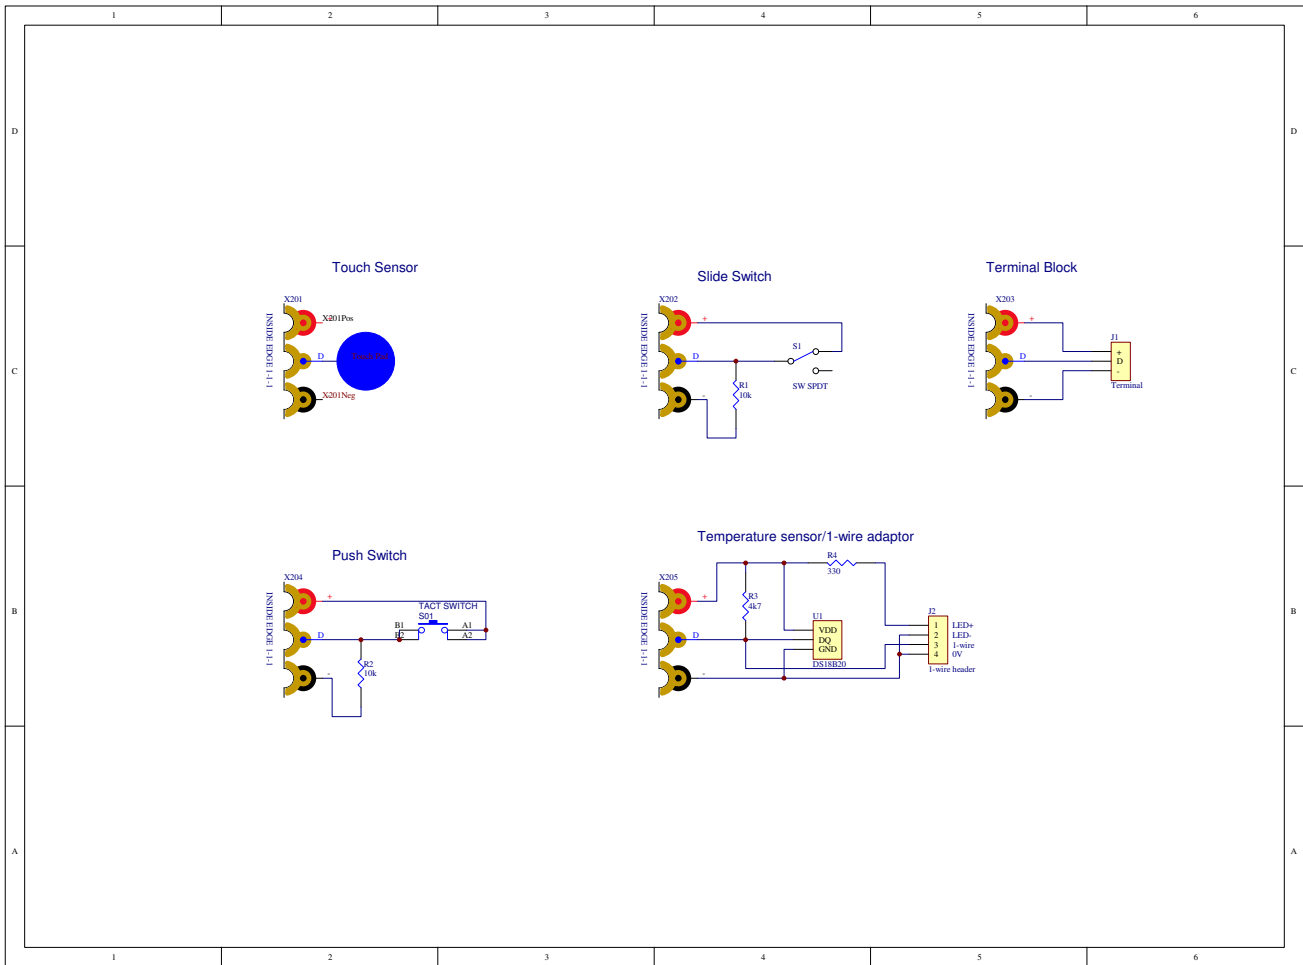 1 2 3 4 5 6
D D
Touch Sensor
Slide Switch
Terminal Block
X201
X201Pos
D
X201Neg
INSIDE EDGE 1-1-1
X202
+
D
-
INSIDE EDGE 1-1-1
R1
10k
S1
SW SPDT
X203
+
D
-
INSIDE EDGE 1-1-1
J1
+
D
-
Terminal
C C
Push Switch
Temperature sensor/1-wire adaptor
X204
+
D
-
INSIDE EDGE 1-1-1
TACT SWITCH
S01
B1 A1
B2 A2
R2
10k
X205
+
D
-
INSIDE EDGE 1-1-1
R4
330
R3
4k7
U1
VDD
DQ
GND
DS18B20
J2
1 LED+
2 LED-
3 1-wire
4 0V
1-wire header
B B
A A
1 2 3 4 5 6